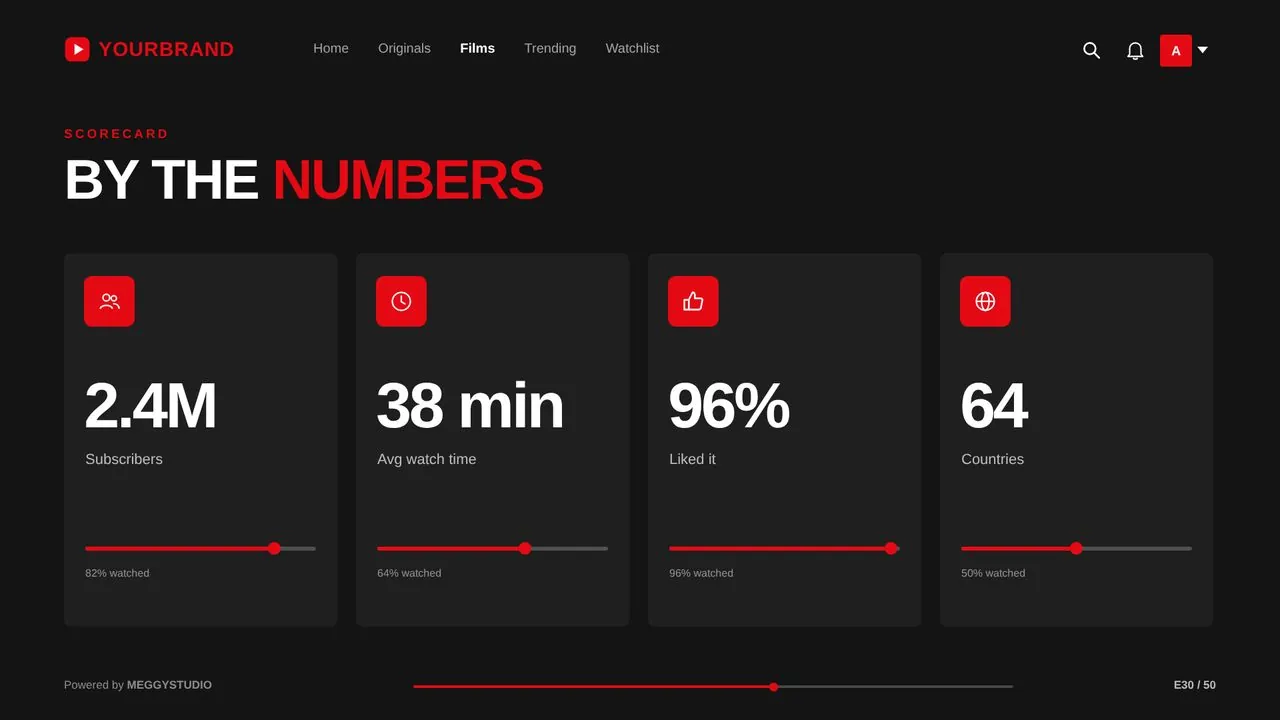 YOURBRAND Home Originals Films Trending Watchlist A
SCORECARD
BY THE NUMBERS
2.4M
Subscribers
82% watched
38 min
Avg watch time
64% watched
96%
Liked it
96% watched
64
Countries
50% watched
Powered by MEGGYSTUDIO
E30 / 50